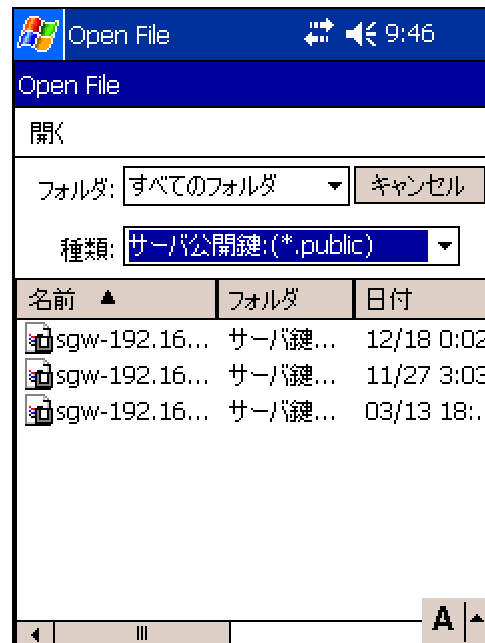 Open File 9:46
Open File
開く
フォルダ: すべてのフォルダ キャンセル
種類: サーバ公開鍵:(*.public)
名前 ▲ フォルダ 日付
sgw-192.16... サーバ鍵... 12/18 0:02
sgw-192.16... サーバ鍵... 11/27 3:03
sgw-192.16... サーバ鍵... 03/13 18:..
A